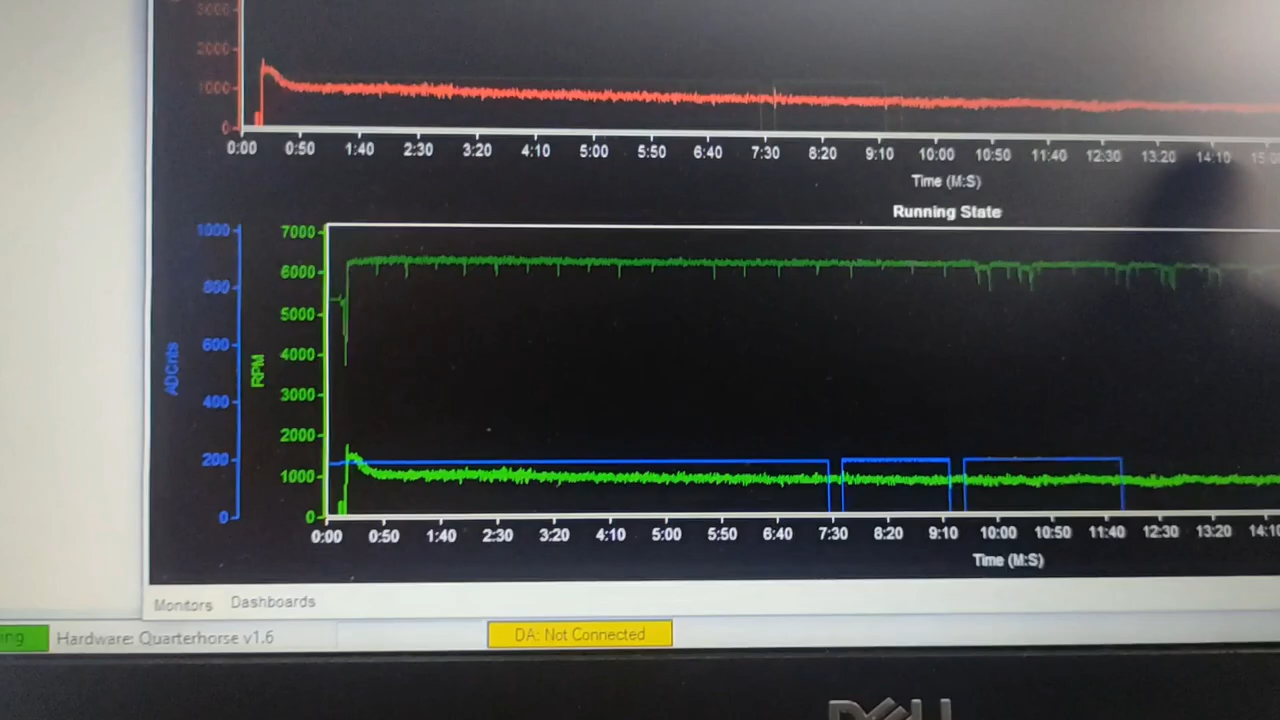 3000
2000
1000
0
0:00 0:50 1:40 2:30 3:20 4:10 5:00 5:50 6:40 7:30 8:20 9:10 10:00 10:50 11:40 12:30 13:20 14:10
Time (M:S)
Running State
1000 7000
6000
800
5000
600 4000
ADCnts RPM
400 3000
2000
200
1000
0 0
0:00 0:50 1:40 2:30 3:20 4:10 5:00 5:50 6:40 7:30 8:20 9:10 10:00 10:50 11:40 12:30 13:20 14:10
Time (M:S)
Monitors Dashboards
Hardware: Quarterhorse v1.6 DA: Not Connected
DELL